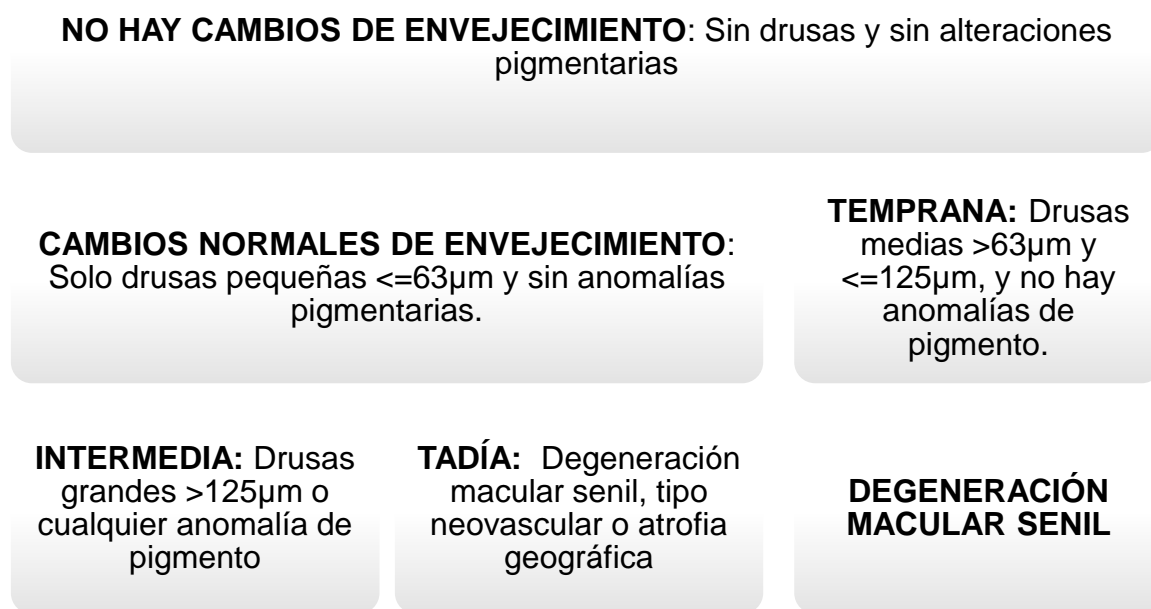 NO HAY CAMBIOS DE ENVEJECIMIENTO: Sin drusas y sin alteraciones
pigmentarias
CAMBIOS NORMALES DE ENVEJECIMIENTO:
Solo drusas pequeñas <=63µm y sin anomalías
pigmentarias.
TEMPRANA: Drusas
medias >63µm y
<=125µm, y no hay
anomalías de
pigmento.
INTERMEDIA: Drusas
grandes >125µm o
cualquier anomalía de
pigmento
TADÍA: Degeneración
macular senil, tipo
neovascular o atrofia
geográfica
DEGENERACIÓN
MACULAR SENIL